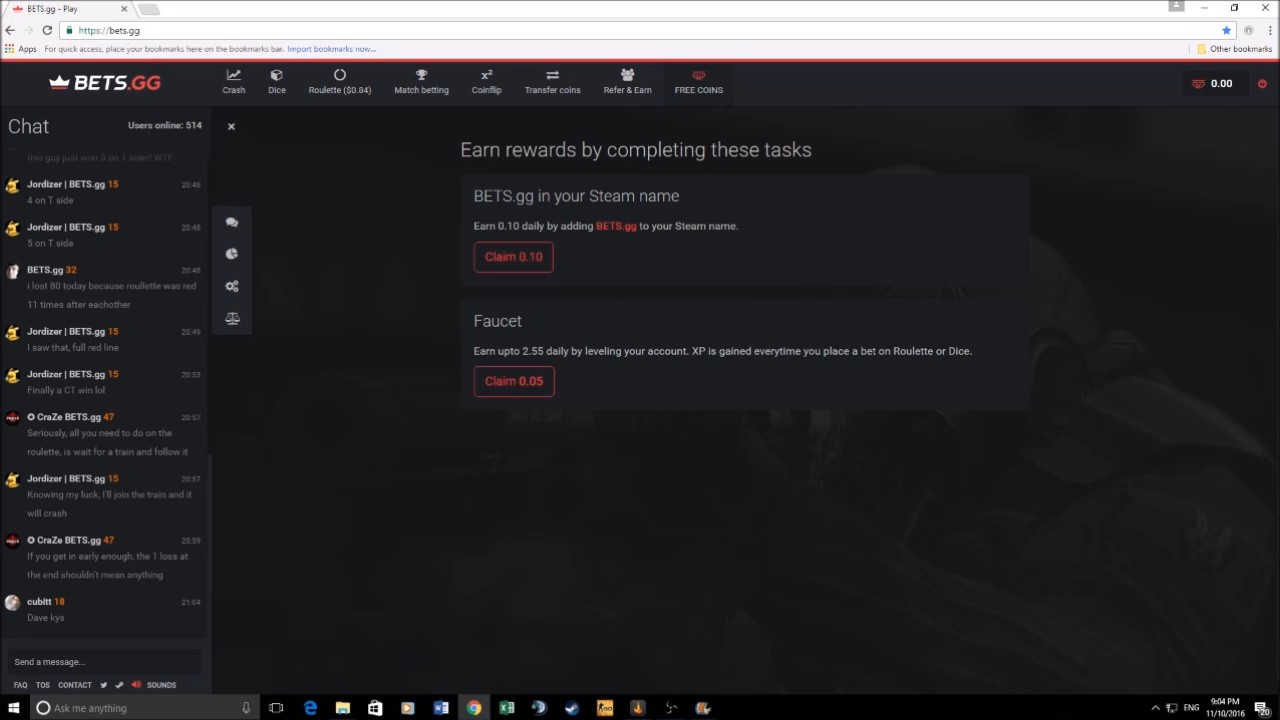 BETS.gg - Play
https://bets.gg
Apps For quick access, place your bookmarks here on the bookmarks bar. Import bookmarks now... Other bookmarks
BETS.GG
Crash Dice Roulette ($0.84) Match betting Coinflip Transfer coins Refer & Earn FREE COINS 0.00
Chat Users online: 514
this guy just won 5 on T side!! WTF
Jordizer | BETS.gg 15 20:48
4 on T side
Jordizer | BETS.gg 15 20:48
5 on T side
BETS.gg 32 20:48
i lost 80 today because roullette was red
11 times after eachother
Jordizer | BETS.gg 15 20:49
I saw that, full red line
Jordizer | BETS.gg 15 20:53
Finally a CT win lol
CraZe BETS.gg 47 20:57
Seriously, all you need to do on the
roulette, is wait for a train and follow it
Jordizer | BETS.gg 15 20:57
Knowing my luck, I'll join the train and it
will crash
CraZe BETS.gg 47 20:59
If you get in early enough, the 1 loss at
the end shouldn't mean anything
cubitt 18 21:04
Dave kys
Send a message...
FAQ TOS CONTACT SOUNDS
Earn rewards by completing these tasks
BETS.gg in your Steam name
Earn 0.10 daily by adding BETS.gg to your Steam name.
Claim 0.10
Faucet
Earn upto 2.55 daily by leveling your account. XP is gained everytime you place a bet on Roulette or Dice.
Claim 0.05
Ask me anything
ENG
9:04 PM
11/10/2016
20